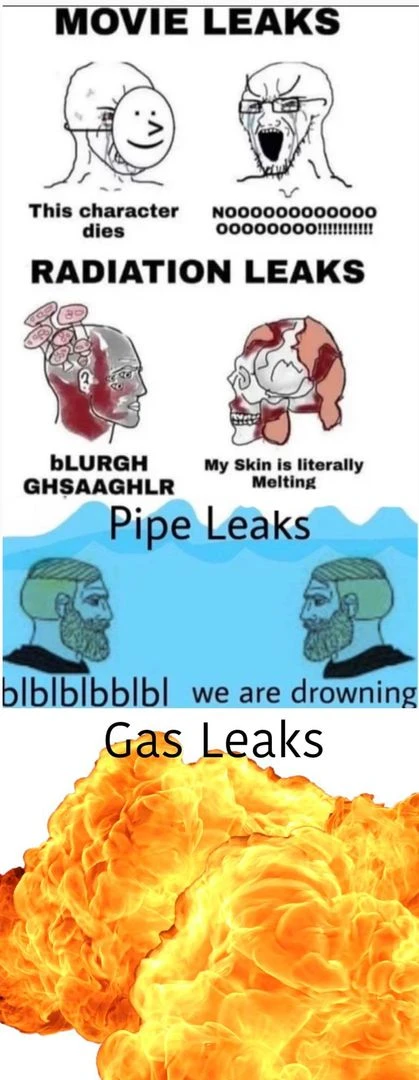 MOVIE LEAKS
This character
dies
NOOOOOOOOOOOOO
OOOOOOOO!!!!!!!!!!!
RADIATION LEAKS
bLURGH
GHSAAGHLR
My Skin is literally
Melting
Pipe Leaks
blblblbblbl
we are drowning
Gas Leaks